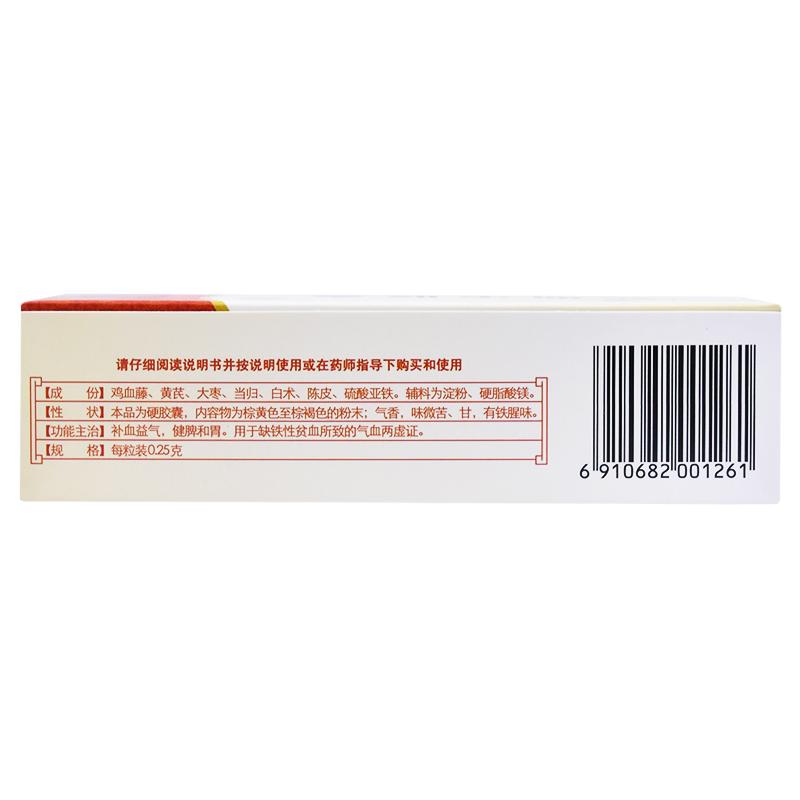 请仔细阅读说明书并按说明使用或在药师指导下购买和使用
【成 份】鸡血藤、黄芪、大枣、当归、白术、陈皮、硫酸亚铁。辅料为淀粉、硬脂酸镁。
【性 状】本品为硬胶囊，内容物为棕黄色至棕褐色的粉末；气香，味微苦、甘，有铁腥味。
【功能主治】补血益气，健脾和胃。用于缺铁性贫血所致的气血两虚证。
【规 格】每粒装0.25克
6 910682 001261